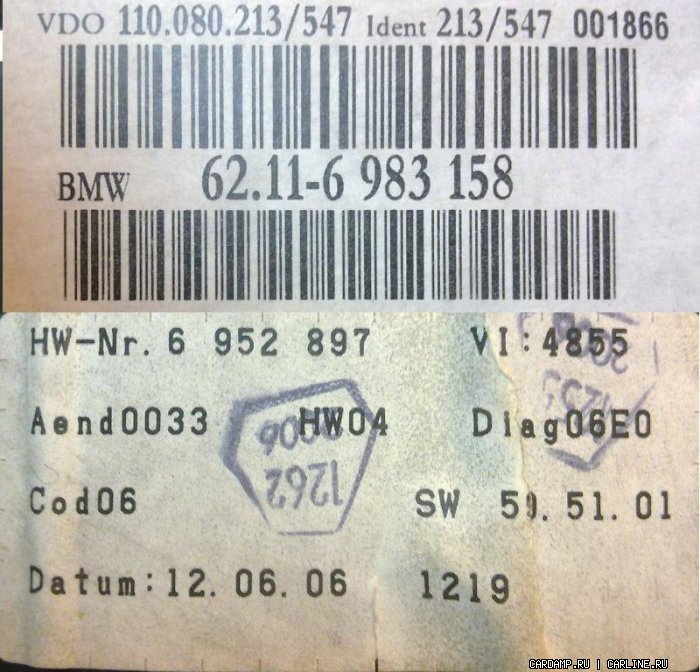 VDO 110.080.213/547 Ident 213/547 001866
BMW 62.11-6 983 158
HW-Nr. 6 952 897 VI:4855
Aend0033 HW04 Diag06E0
1262
Cod06 SW 59.51.01
Datum:12.06.06 1219
CARDAMP.RU | CARLINE.RU